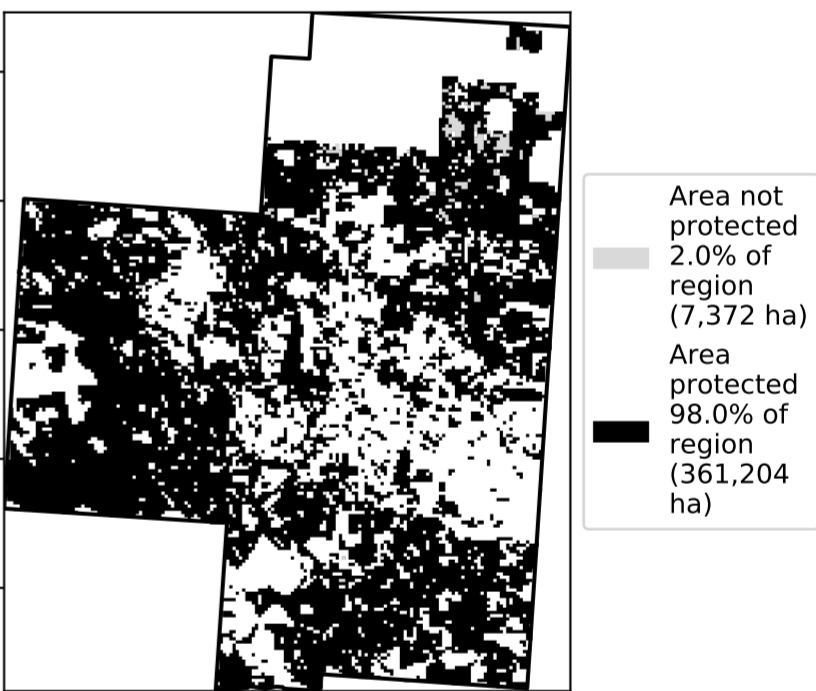 Area not
protected
2.0% of
region
(7,372 ha)
Area
protected
98.0% of
region
(361,204
ha)